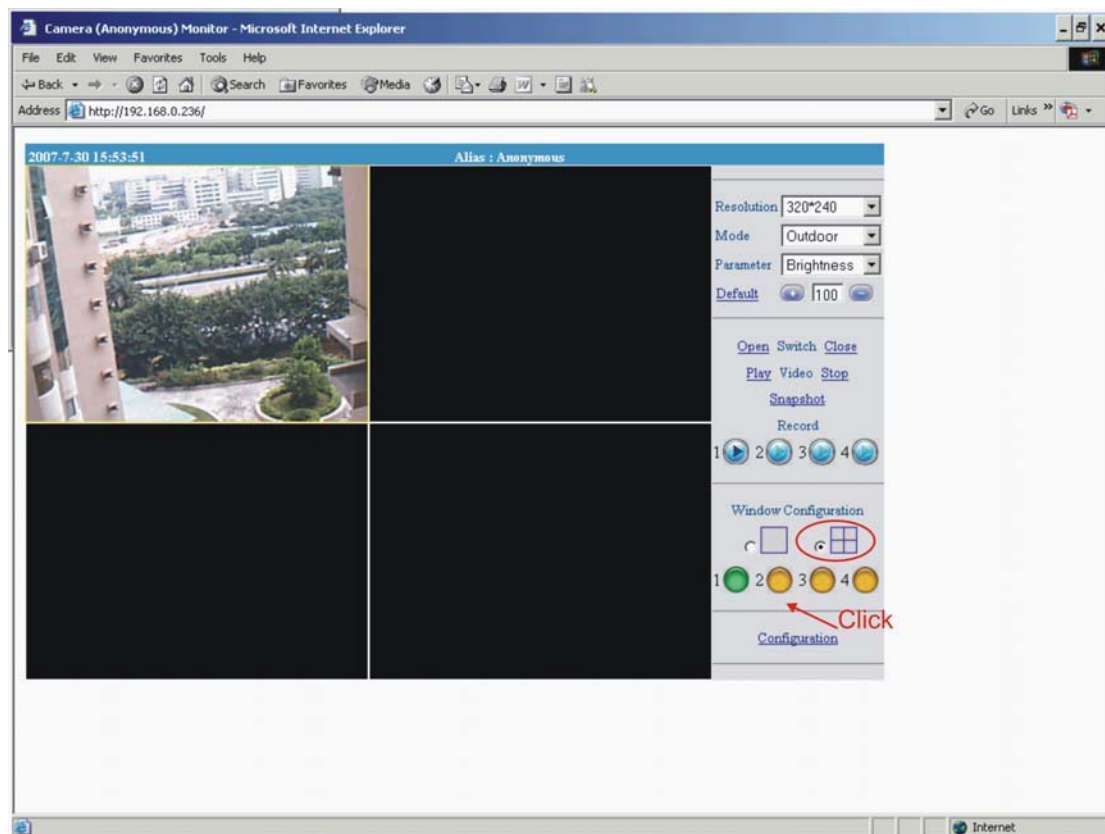 Camera (Anonymous) Monitor - Microsoft Internet Explorer
File Edit View Favorites Tools Help
Back Search Favorites Media
Address http://192.168.0.236/ Go Links »
2007-7-30 15:53:51 Alias : Anonymous
Resolution 320*240
Mode Outdoor
Parameter Brightness
Default + 100 -
Open Switch Close
Play Video Stop
Snapshot
Record
1 2 3 4
Window Configuration
1 2 3 4
Click
Configuration
Internet